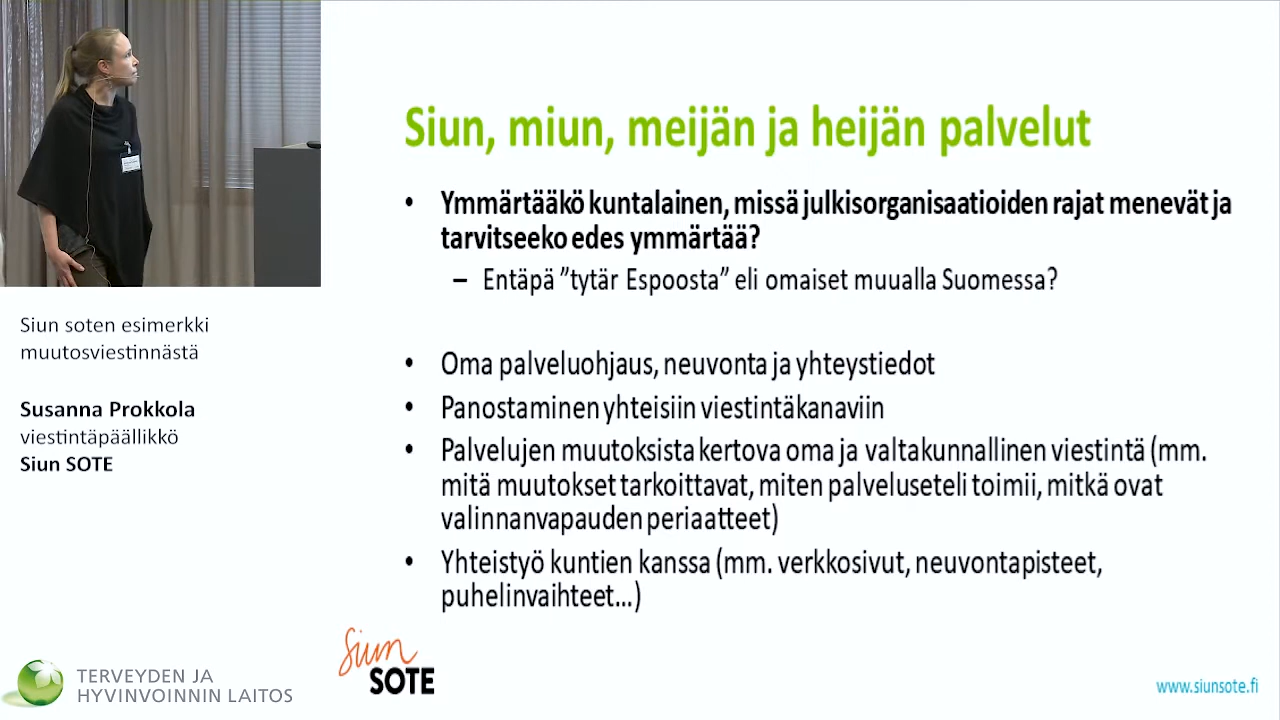 Siun, miun, meijän ja heijän palvelut
• Ymmärtääkö kuntalainen, missä julkisorganisaatioiden rajat menevät ja
tarvitseeko edes ymmärtää?
– Entäpä ”tytär Espoosta” eli omaiset muualla Suomessa?
• Oma palveluohjaus, neuvonta ja yhteystiedot
• Panostaminen yhteisiin viestintäkanaviin
• Palvelujen muutoksista kertova oma ja valtakunnallinen viestintä (mm.
mitä muutokset tarkoittavat, miten palveluseteli toimii, mitkä ovat
valinnanvapauden periaatteet)
• Yhteistyö kuntien kanssa (mm. verkkosivut, neuvontapisteet,
puhelinvaihteet...)
Siun soten esimerkki
muutosviestinnästä
Susanna Prokkola
viestintäpäällikkö
Siun SOTE
TERVEYDEN JA
HYVINVOINNIN LAITOS
Siun
SOTE
www.siunsote.fi